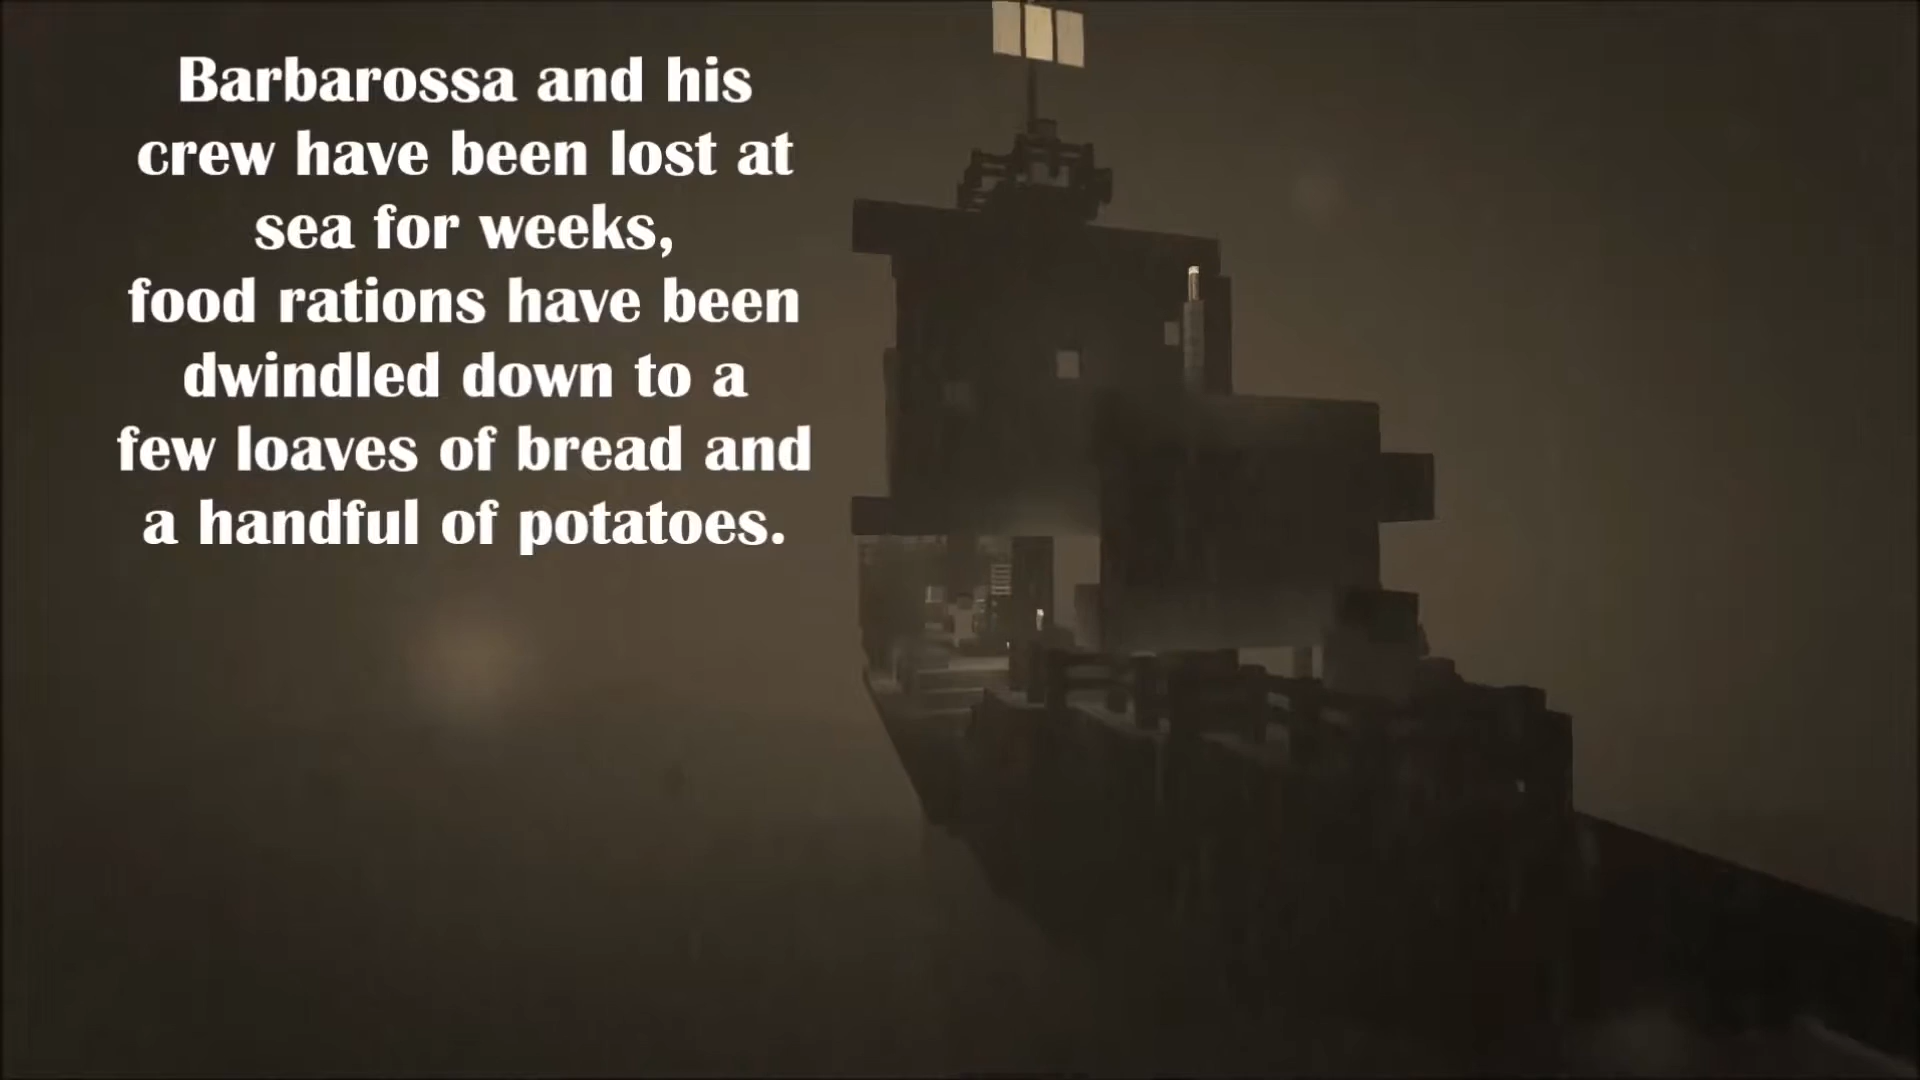 Barbarossa and his
crew have been lost at
sea for weeks,
food rations have been
dwindled down to a
few loaves of bread and
a handful of potatoes.